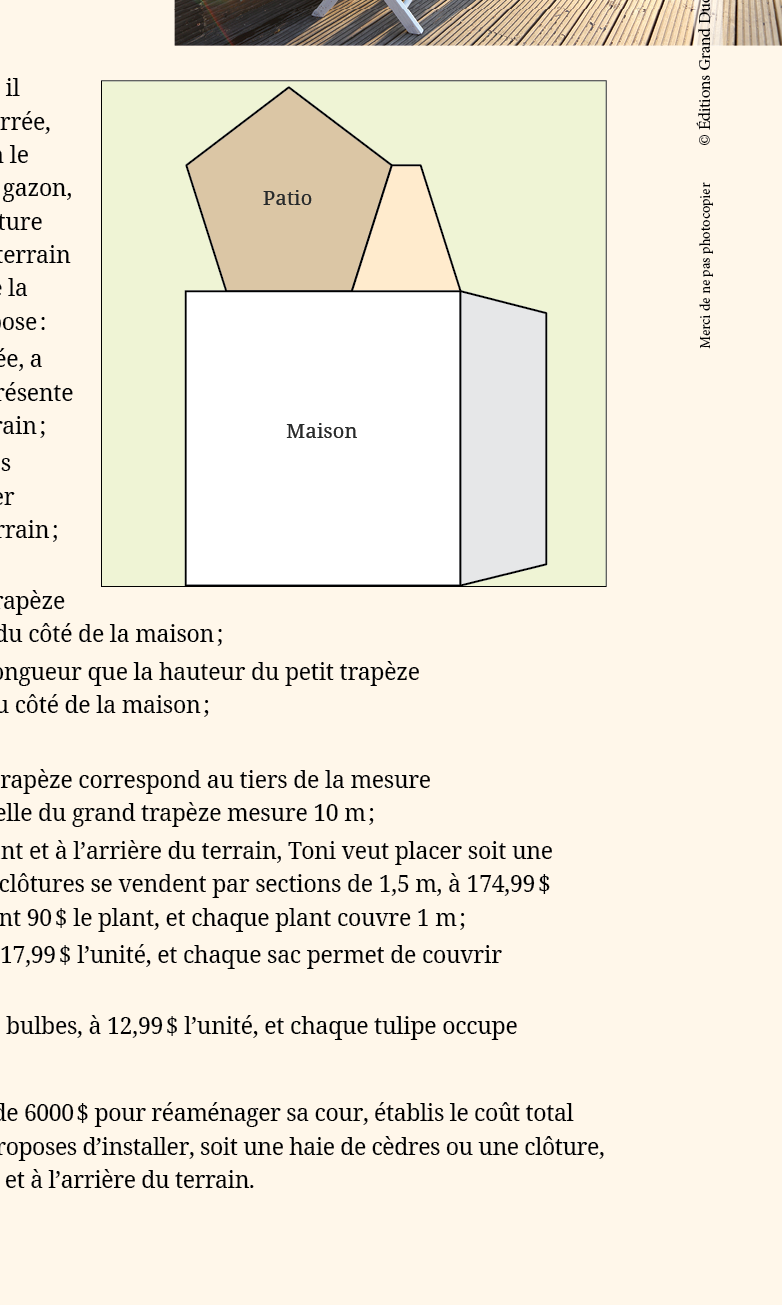 il
rrée,
le
gazon,
ture
terrain
la
pose :
ée, a
résente
rain ;
s
er
rrain ;
rapèze
du côté de la maison ;
ongueur que la hauteur du petit trapèze
u côté de la maison ;
rapèze correspond au tiers de la mesure
elle du grand trapèze mesure 10 m ;
nt et à l’arrière du terrain, Toni veut placer soit une
clôtures se vendent par sections de 1,5 m, à 174,99 $
nt 90 $ le plant, et chaque plant couvre 1 m ;
17,99 $ l’unité, et chaque sac permet de couvrir
bulbes, à 12,99 $ l’unité, et chaque tulipe occupe
de 6000 $ pour réaménager sa cour, établis le coût total
roposes d’installer, soit une haie de cèdres ou une clôture,
et à l’arrière du terrain.
Patio
Maison
Merci de ne pas photocopier © Éditions Grand Duc